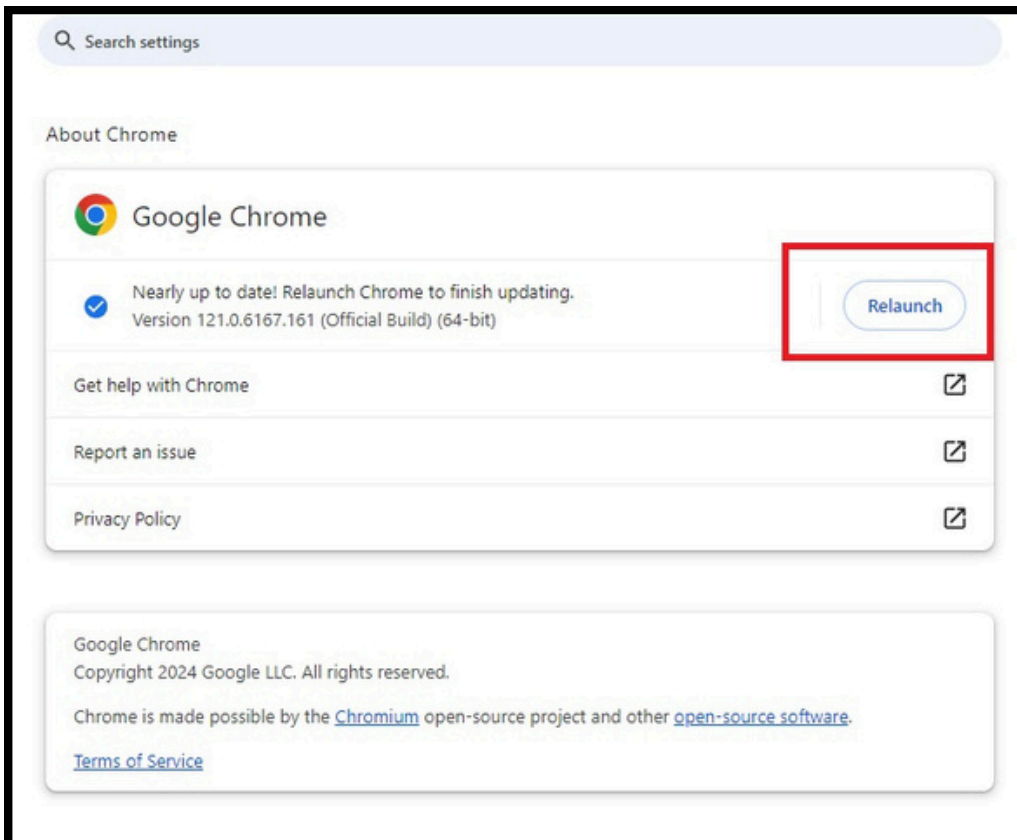 Search settings
About Chrome
Google Chrome
Nearly up to date! Relaunch Chrome to finish updating.
Version 121.0.6167.161 (Official Build) (64-bit)
Relaunch
Get help with Chrome
Report an issue
Privacy Policy
Google Chrome
Copyright 2024 Google LLC. All rights reserved.
Chrome is made possible by the Chromium open-source project and other open-source software.
Terms of Service